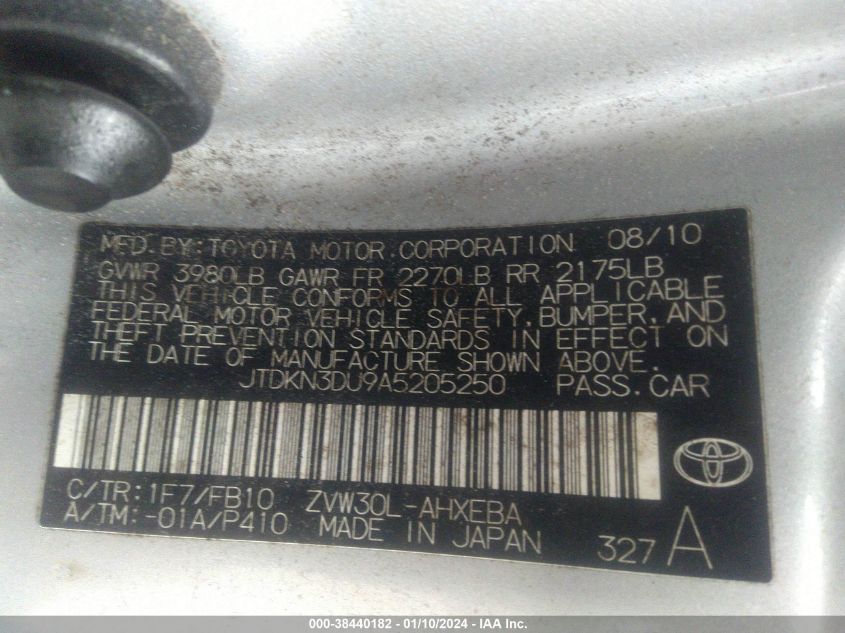 MFD.BY:TOYOTA MOTOR CORPORATION 08/10
GVWR 3980LB GAWR FR 2270LB RR 2175LB
THIS VEHICLE CONFORMS TO ALL APPLICABLE
FEDERAL MOTOR VEHICLE SAFETY,BUMPER,AND
THEFT PREVENTION STANDARDS IN EFFECT ON
THE DATE OF MANUFACTURE SHOWN ABOVE.
JTDKN3DU9A5205250 PASS.CAR
C/TR:1F7/FB10 ZVW30L-AHXEBA
A/TM:-01A/P410 MADE IN JAPAN 327 A
000-38440182 - 01/10/2024 - IAA Inc.